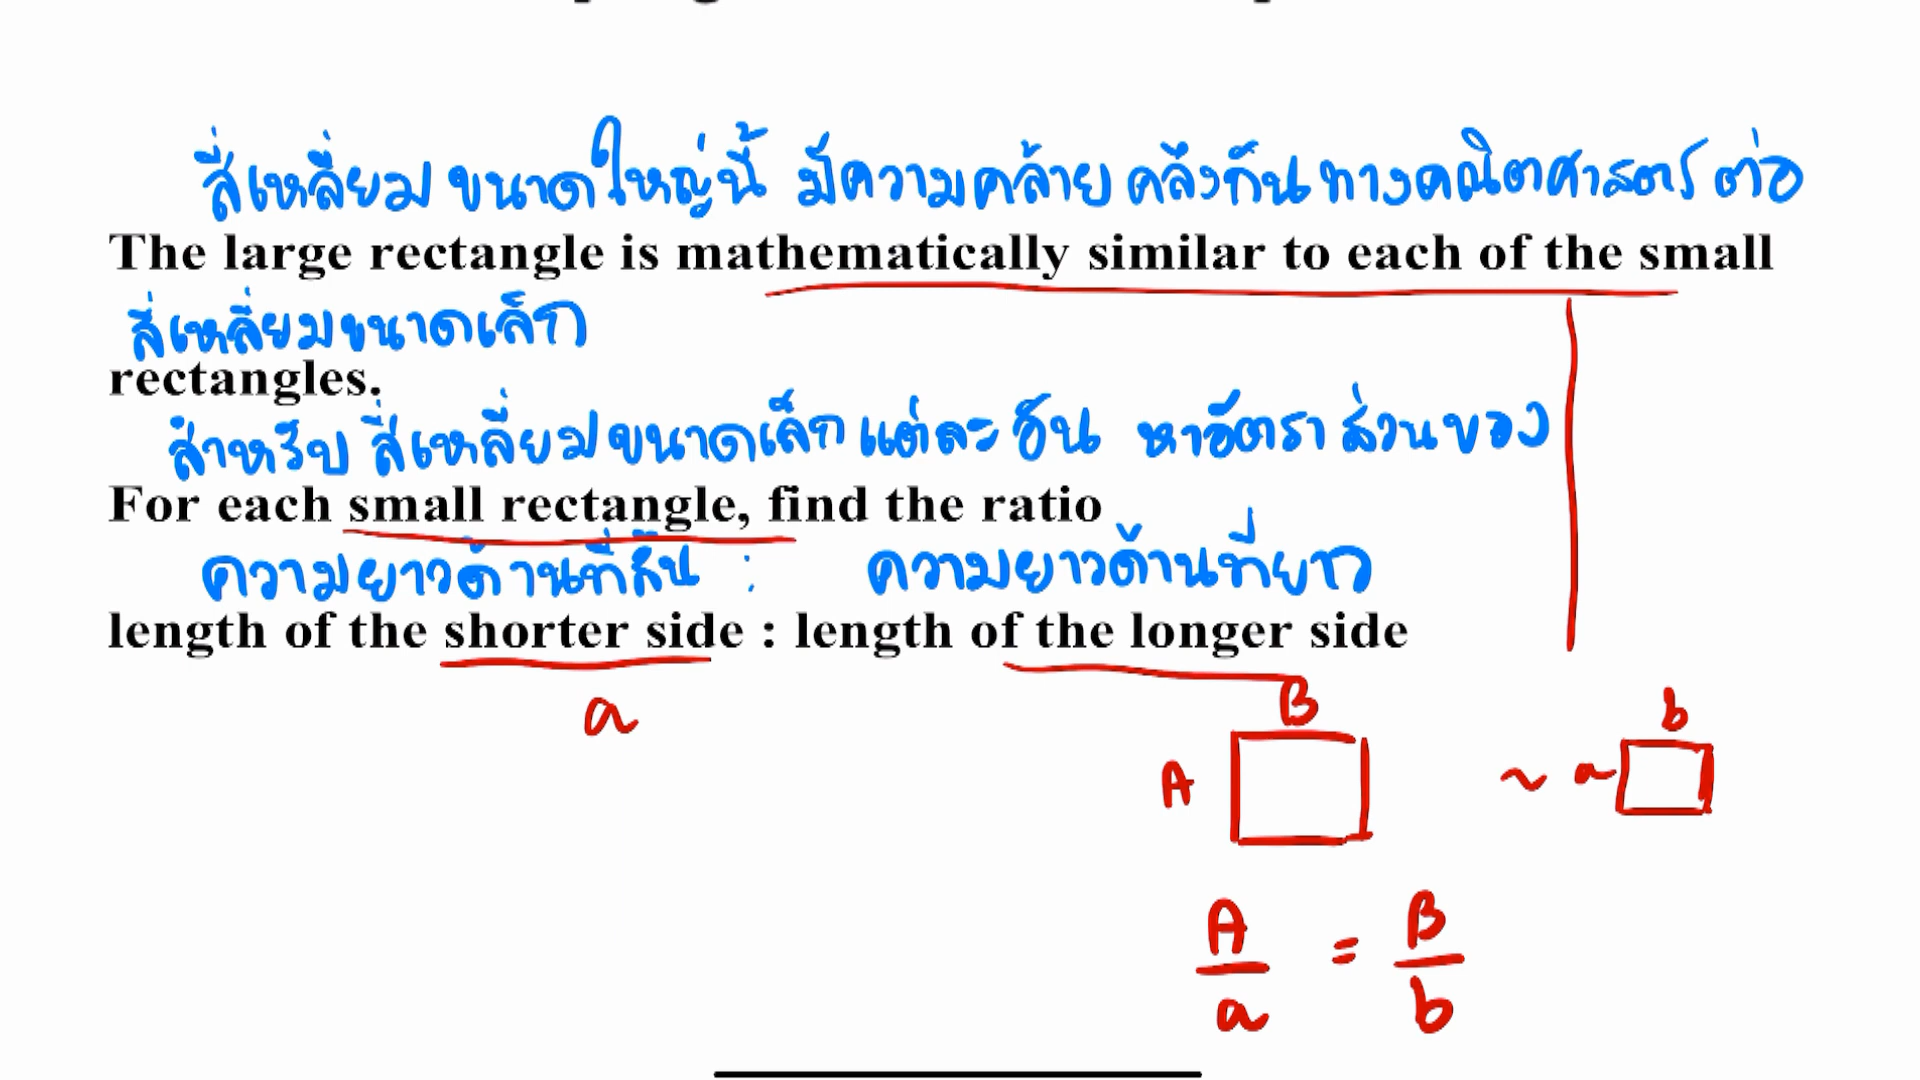 สี่เหลี่ยมขนาดใหญ่นี้ มีความคล้ายคลึงกันทางคณิตศาสตร์ ต่อ
The large rectangle is mathematically similar to each of the small
สี่เหลี่ยมขนาดเล็ก
rectangles.
สำหรับ สี่เหลี่ยมขนาดเล็กแต่ละอัน หาอัตราส่วนของ
For each small rectangle, find the ratio
ความยาวด้านที่สั้น : ความยาวด้านที่ยาว
length of the shorter side : length of the longer side
a B b
A ~ a
A/a = B/b